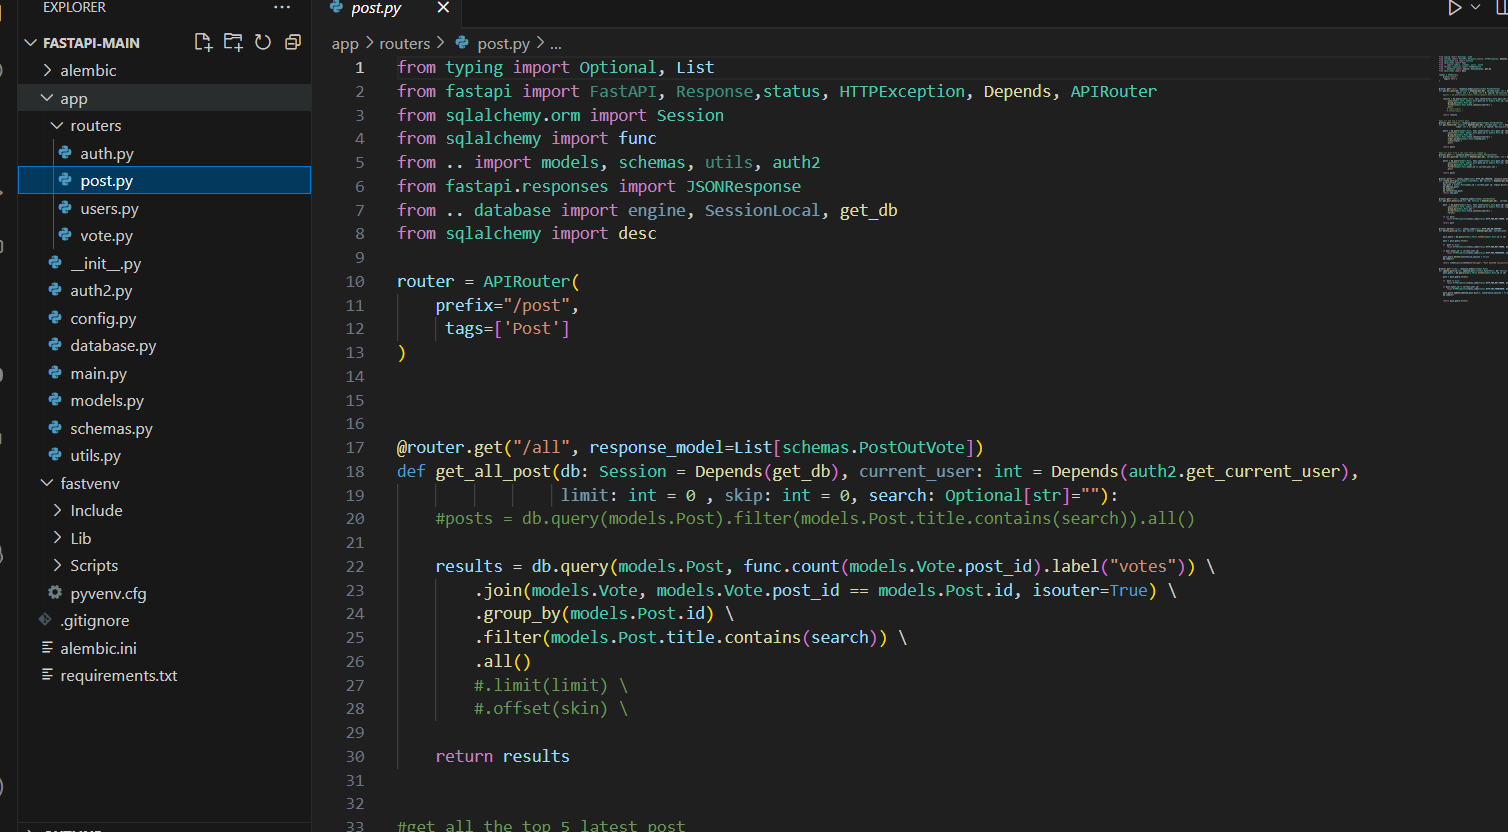 EXPLORER
...
FASTAPI-MAIN
alembic
app
routers
auth.py
post.py
users.py
vote.py
__init__.py
auth2.py
config.py
database.py
main.py
models.py
schemas.py
utils.py
fastvenv
Include
Lib
Scripts
pyvenv.cfg
.gitignore
alembic.ini
requirements.txt
post.py
app > routers > post.py > ...
1 from typing import Optional, List
2 from fastapi import FastAPI, Response,status, HTTPException, Depends, APIRouter
3 from sqlalchemy.orm import Session
4 from sqlalchemy import func
5 from .. import models, schemas, utils, auth2
6 from fastapi.responses import JSONResponse
7 from .. database import engine, SessionLocal, get_db
8 from sqlalchemy import desc
9
10 router = APIRouter(
11     prefix="/post",
12      tags=['Post']
13 )
14
15
16
17 @router.get("/all", response_model=List[schemas.PostOutVote])
18 def get_all_post(db: Session = Depends(get_db), current_user: int = Depends(auth2.get_current_user),
19                  limit: int = 0 , skip: int = 0, search: Optional[str]=""):
20     #posts = db.query(models.Post).filter(models.Post.title.contains(search)).all()
21
22     results = db.query(models.Post, func.count(models.Vote.post_id).label("votes")) \
23         .join(models.Vote, models.Vote.post_id == models.Post.id, isouter=True) \
24         .group_by(models.Post.id) \
25         .filter(models.Post.title.contains(search)) \
26         .all()
27         #.limit(limit) \
28         #.offset(skin) \
29
30     return results
31
32
33 #get all the top 5 latest post